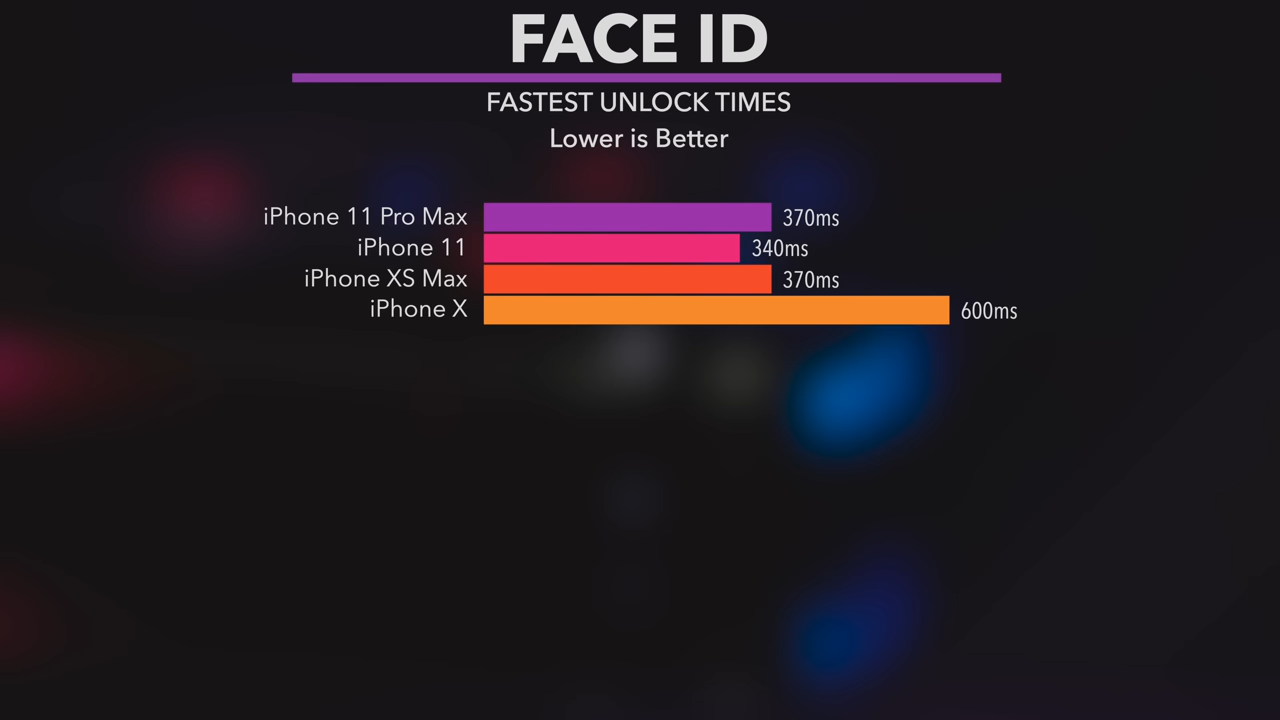 FACE ID
FASTEST UNLOCK TIMES
Lower is Better
iPhone 11 Pro Max 370ms
iPhone 11 340ms
iPhone XS Max 370ms
iPhone X 600ms